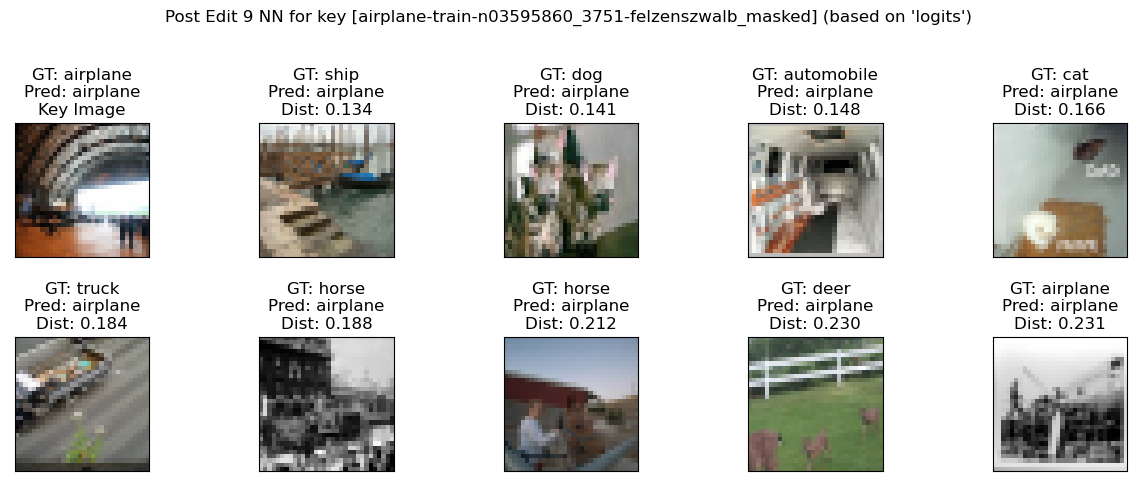 Post Edit 9 NN for key [airplane-train-n03595860_3751-felzenszwalb_masked] (based on 'logits')
GT: airplane
Pred: airplane
Key Image
GT: ship
Pred: airplane
Dist: 0.134
GT: dog
Pred: airplane
Dist: 0.141
GT: automobile
Pred: airplane
Dist: 0.148
GT: cat
Pred: airplane
Dist: 0.166
GT: truck
Pred: airplane
Dist: 0.184
GT: horse
Pred: airplane
Dist: 0.188
GT: horse
Pred: airplane
Dist: 0.212
GT: deer
Pred: airplane
Dist: 0.230
GT: airplane
Pred: airplane
Dist: 0.231